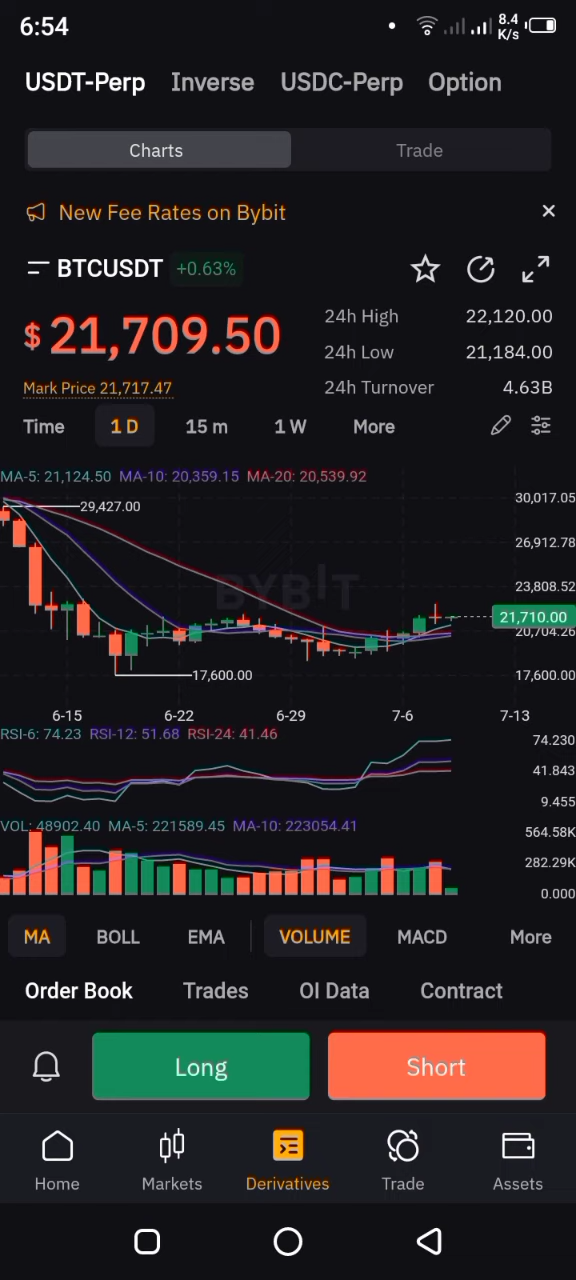 6:54
8.4
K/s
USDT-Perp Inverse USDC-Perp Option
Charts Trade
New Fee Rates on Bybit
BTCUSDT +0.63%
$ 21,709.50
24h High 22,120.00
24h Low 21,184.00
24h Turnover 4.63B
Mark Price 21,717.47
Time 1 D 15 m 1 W More
MA-5: 21,124.50 MA-10: 20,359.15 MA-20: 20,539.92
30,017.05
29,427.00
26,912.78
23,808.52
BYBIT
21,710.00
20,704.26
17,600.00 17,600.00
6-15 6-22 6-29 7-6 7-13
RSI-6: 74.23 RSI-12: 51.68 RSI-24: 41.46
74.230
41.843
9.455
VOL: 48902.40 MA-5: 221589.45 MA-10: 223054.41
564.58K
282.29K
0.000
MA BOLL EMA VOLUME MACD More
Order Book Trades OI Data Contract
Long Short
Home Markets Derivatives Trade Assets